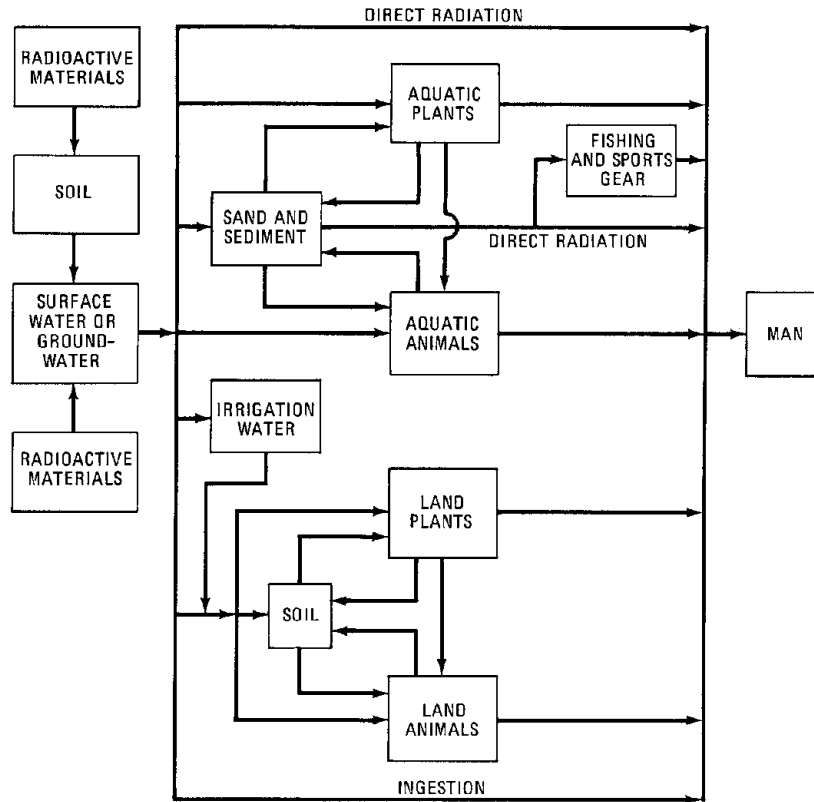 DIRECT RADIATION
RADIOACTIVE
MATERIALS
AQUATIC
PLANTS
FISHING
AND SPORTS
GEAR
SOIL
SAND AND
SEDIMENT
DIRECT RADIATION
SURFACE
WATER OR
GROUND-
WATER
AQUATIC
ANIMALS
MAN
IRRIGATION
WATER
RADIOACTIVE
MATERIALS
LAND
PLANTS
SOIL
LAND
ANIMALS
INGESTION